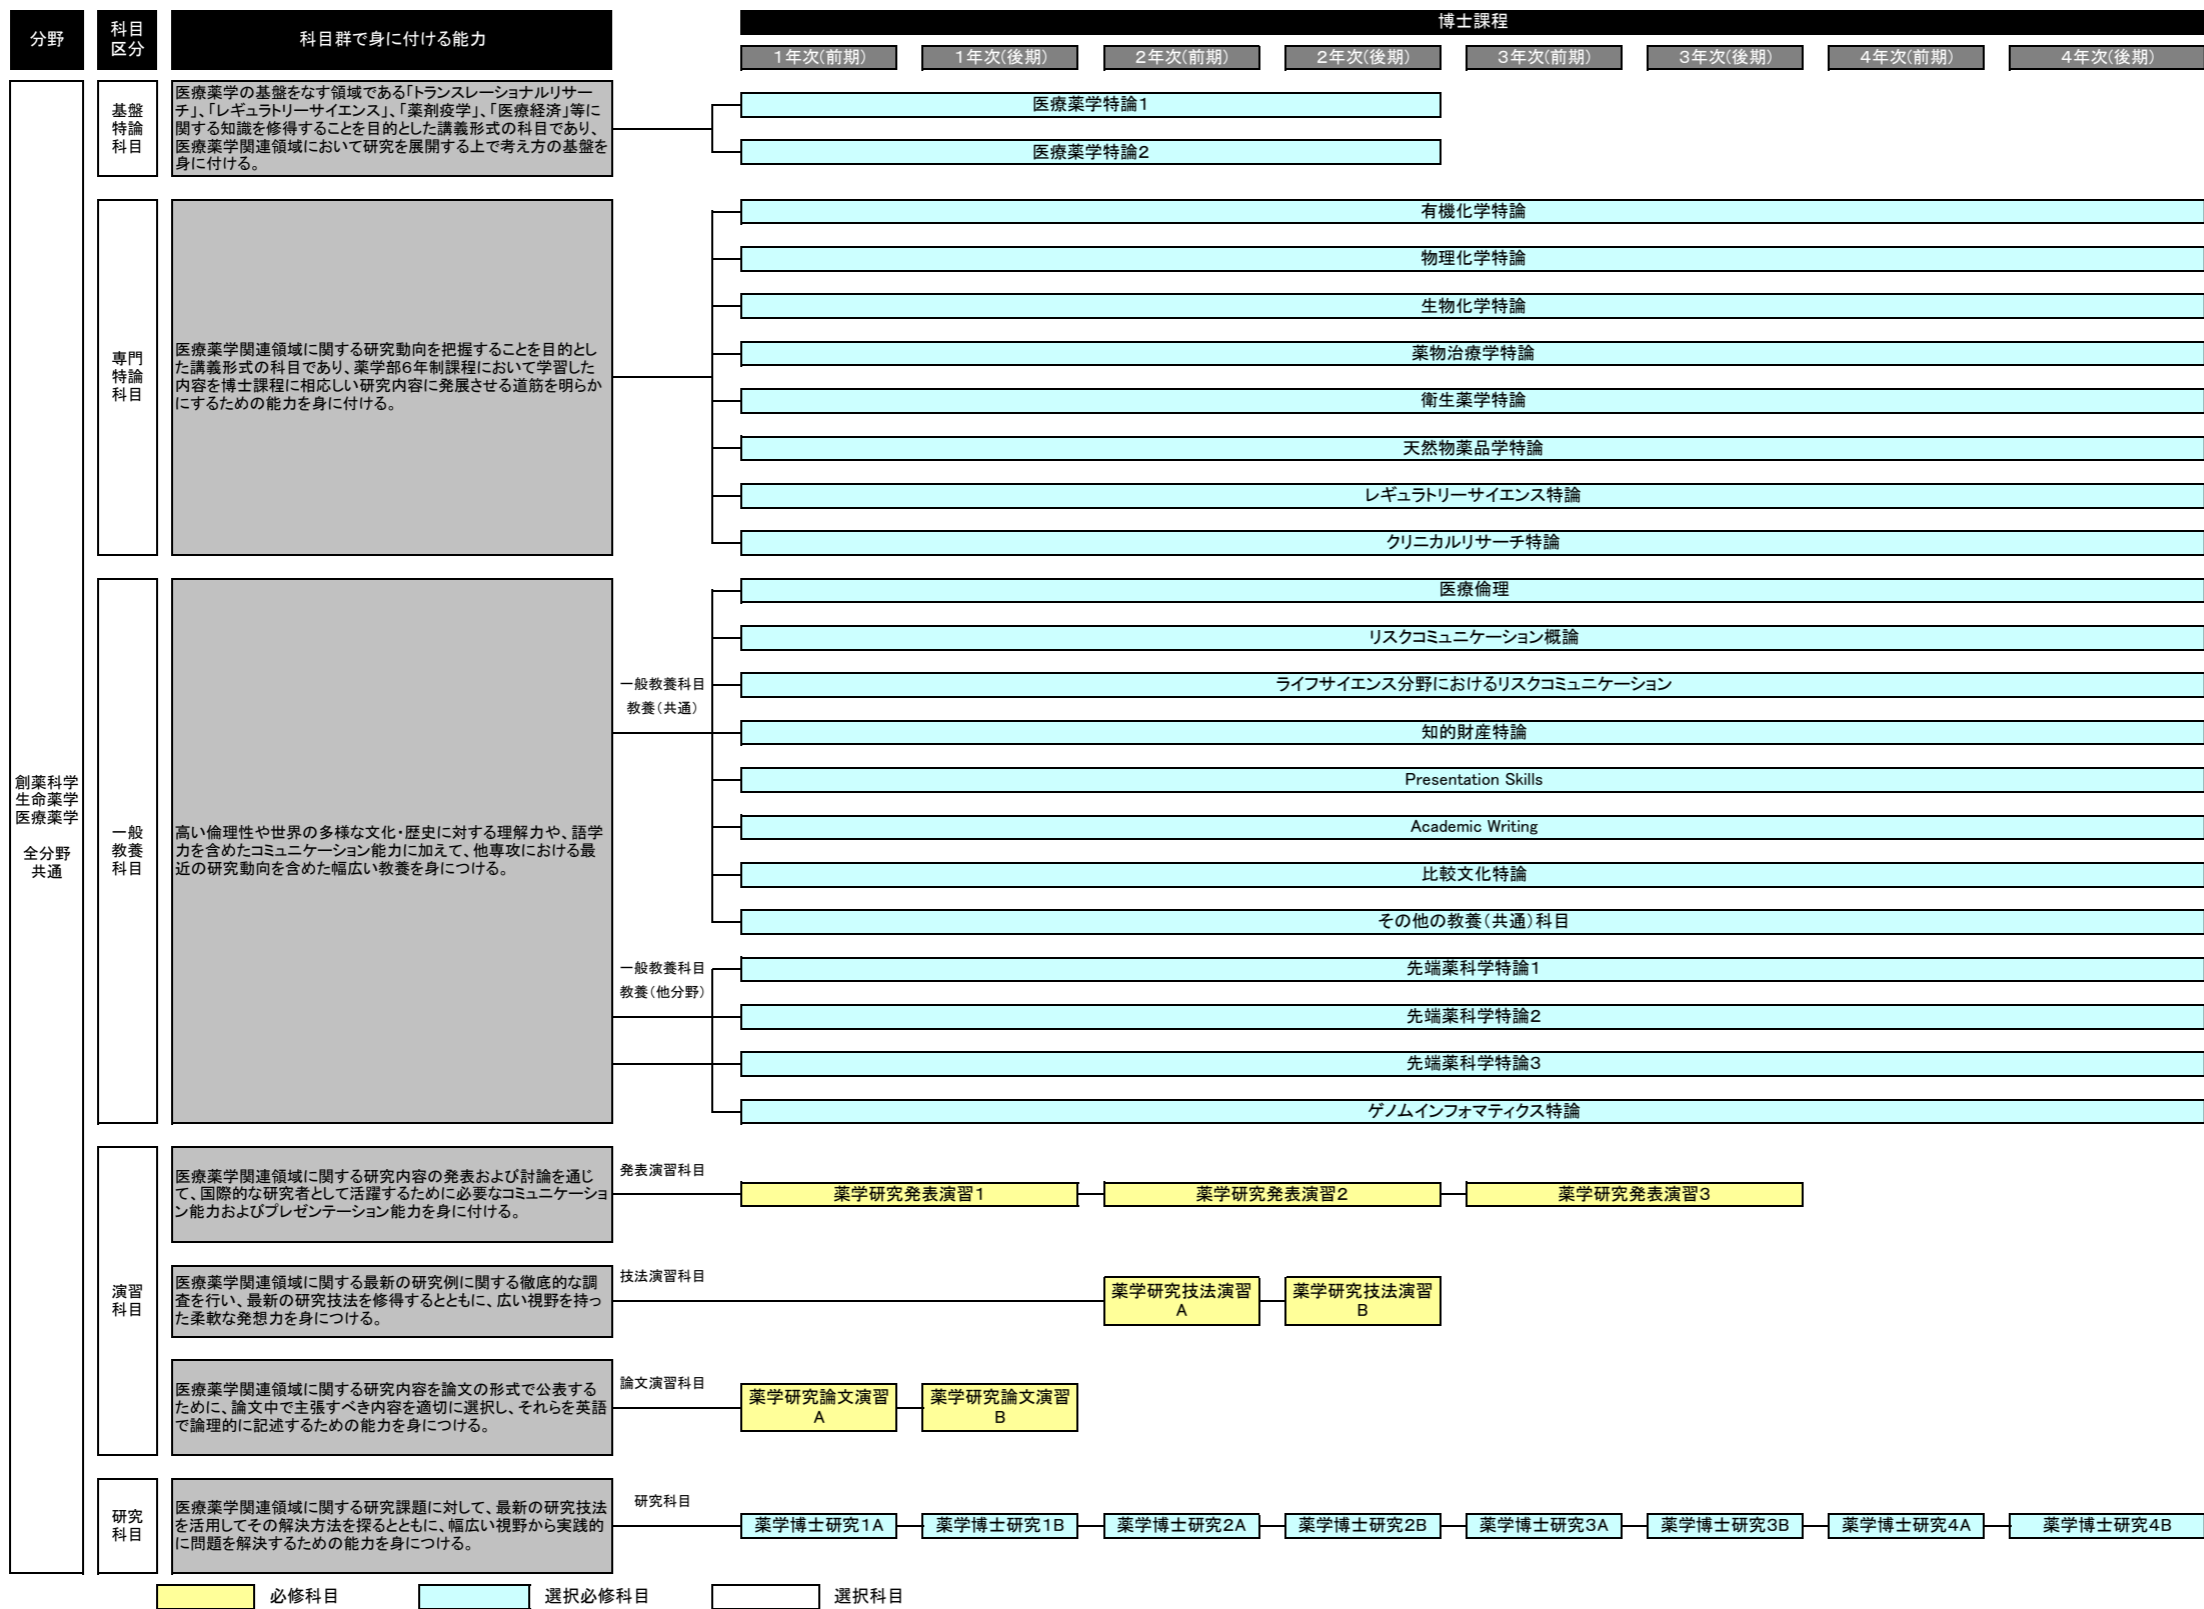 分野
科目
区分
科目群で身に付ける能力
博士課程
1年次(前期)
1年次(後期)
2年次(前期)
2年次(後期)
3年次(前期)
3年次(後期)
4年次(前期)
4年次(後期)
創薬科学
生命薬学
医療薬学
全分野
共通
基盤
特論
科目
医療薬学の基盤をなす領域である「トランスレーショナルリサー
チ」、「レギュラトリーサイエンス」、「薬剤疫学」、「医療経済」等に
関する知識を修得することを目的とした講義形式の科目であり、
医療薬学関連領域において研究を展開する上で考え方の基盤を
身に付ける。
医療薬学特論1
医療薬学特論2
専門
特論
科目
医療薬学関連領域に関する研究動向を把握することを目的とし
た講義形式の科目であり、薬学部6年制課程において学習した
内容を博士課程に相応しい研究内容に発展させる道筋を明らか
にするための能力を身に付ける。
有機化学特論
物理化学特論
生物化学特論
薬物治療学特論
衛生薬学特論
天然物薬品学特論
レギュラトリーサイエンス特論
クリニカルリサーチ特論
一般
教養
科目
高い倫理性や世界の多様な文化・歴史に対する理解力や、語学
力を含めたコミュニケーション能力に加えて、他専攻における最
近の研究動向を含めた幅広い教養を身につける。
一般教養科目
教養(共通)
医療倫理
リスクコミュニケーション概論
ライフサイエンス分野におけるリスクコミュニケーション
知的財産特論
Presentation Skills
Academic Writing
比較文化特論
その他の教養(共通)科目
一般教養科目
教養(他分野)
先端薬科学特論1
先端薬科学特論2
先端薬科学特論3
ゲノムインフォマティクス特論
演習
科目
医療薬学関連領域に関する研究内容の発表および討論を通じ
て、国際的な研究者として活躍するために必要なコミュニケーショ
ン能力およびプレゼンテーション能力を身に付ける。
発表演習科目
薬学研究発表演習1
薬学研究発表演習2
薬学研究発表演習3
医療薬学関連領域に関する最新の研究例に関する徹底的な調
査を行い、最新の研究技法を修得するとともに、広い視野を持っ
た柔軟な発想力を身につける。
技法演習科目
薬学研究技法演習
A
薬学研究技法演習
B
医療薬学関連領域に関する研究内容を論文の形式で公表する
ために、論文中で主張すべき内容を適切に選択し、それらを英語
で論理的に記述するための能力を身につける。
論文演習科目
薬学研究論文演習
A
薬学研究論文演習
B
研究
科目
医療薬学関連領域に関する研究課題に対して、最新の研究技法
を活用してその解決方法を探るとともに、幅広い視野から実践的
に問題を解決するための能力を身につける。
研究科目
薬学博士研究1A
薬学博士研究1B
薬学博士研究2A
薬学博士研究2B
薬学博士研究3A
薬学博士研究3B
薬学博士研究4A
薬学博士研究4B
必修科目
選択必修科目
選択科目